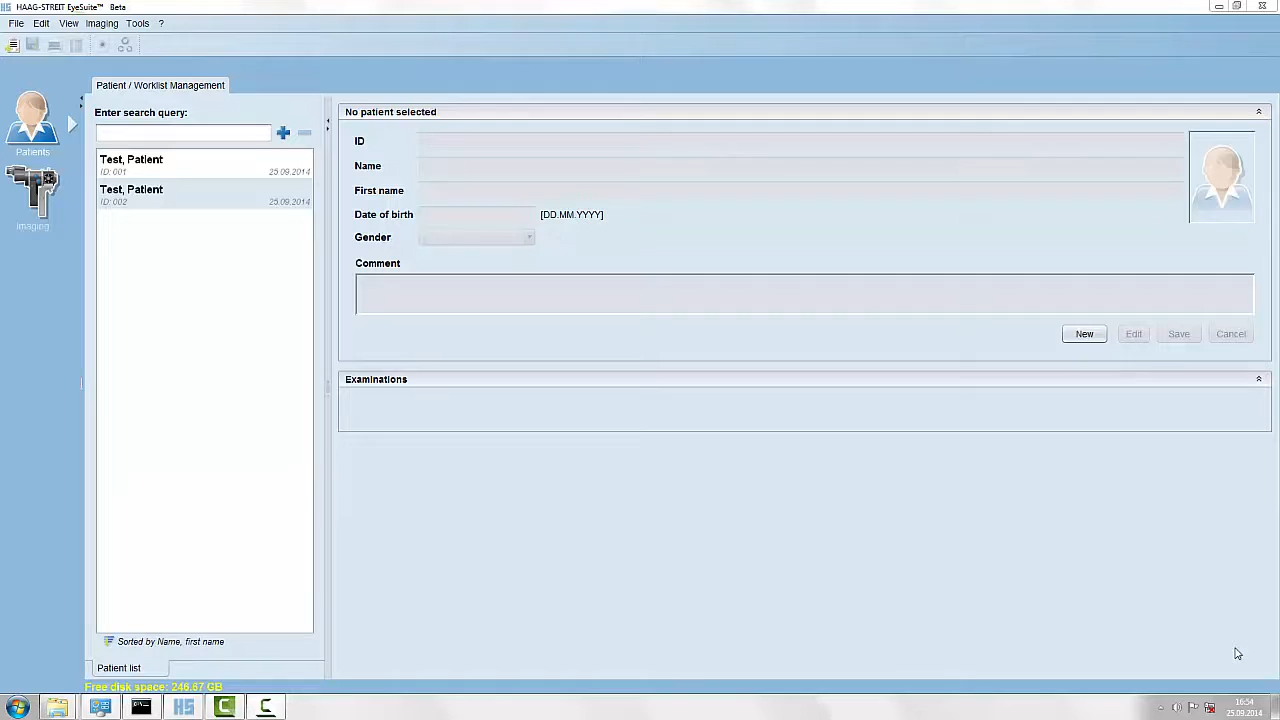 HAAG-STREIT EyeSuite™ Beta
File Edit View Imaging Tools ?
Patient / Worklist Management
Enter search query:
Test, Patient
ID: 001 25.09.2014
Test, Patient
ID: 002 25.09.2014
Sorted by Name, first name
Patient list
Patients
Imaging
No patient selected
ID
Name
First name
Date of birth [DD.MM.YYYY]
Gender
Comment
New Edit Save Cancel
Examinations
Free disk space: 246.67 GB
HS
16:54
25.09.2014